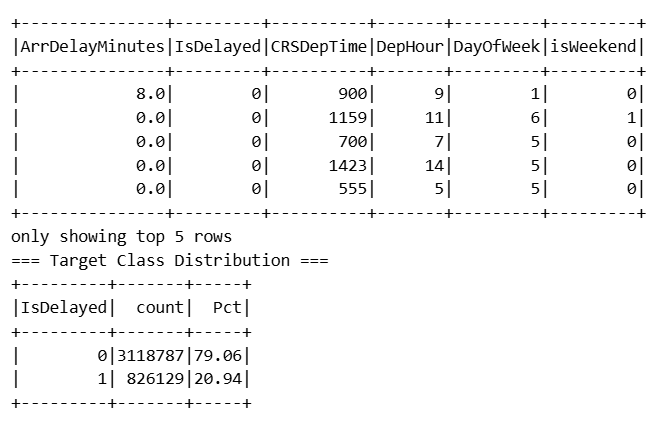 +---------------+---------+----------+-------+---------+---------+
|ArrDelayMinutes|IsDelayed|CRSDepTime|DepHour|DayOfWeek|isWeekend|
+---------------+---------+----------+-------+---------+---------+
|            8.0|        0|       900|      9|        1|        0|
|            0.0|        0|      1159|     11|        6|        1|
|            0.0|        0|       700|      7|        5|        0|
|            0.0|        0|      1423|     14|        5|        0|
|            0.0|        0|       555|      5|        5|        0|
+---------------+---------+----------+-------+---------+---------+
only showing top 5 rows
=== Target Class Distribution ===
+---------+-------+-----+
|IsDelayed|  count|  Pct|
+---------+-------+-----+
|        0|3118787|79.06|
|        1| 826129|20.94|
+---------+-------+-----+